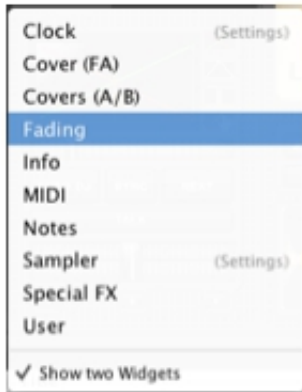 Clock (Settings)
Cover (FA)
Covers (A/B)
Fading
Info
MIDI
Notes
Sampler (Settings)
Special FX
User
✓ Show two Widgets